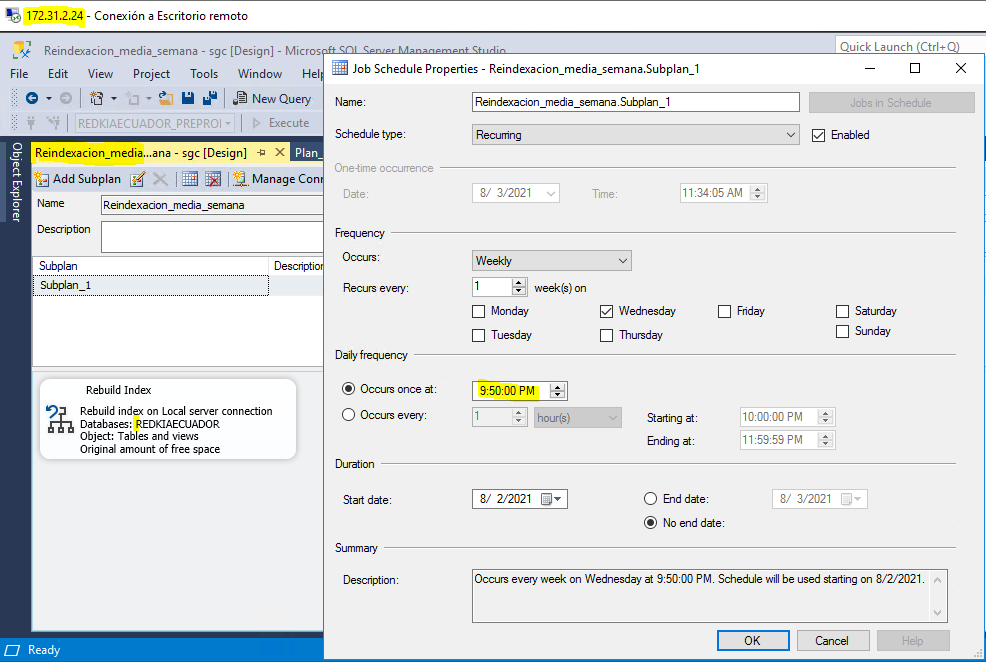 172.31.2.24 - Conexión a Escritorio remoto
Reindexacion_media_semana - sgc [Design] - Microsoft SQL Server Management Studio
Quick Launch (Ctrl+Q)
File Edit View Project Tools Window Help
New Query
REDKIAECUADOR_PREPRO
Execute
Object Explorer
Reindexacion_media...ana - sgc [Design]
Plan_
Add Subplan
Manage Conn
Name
Reindexacion_media_semana
Description
Subplan
Description
Subplan_1
Rebuild Index
Rebuild index on Local server connection
Databases: REDKIAECUADOR
Object: Tables and views
Original amount of free space
Ready
Job Schedule Properties - Reindexacion_media_semana.Subplan_1
Name:
Reindexacion_media_semana.Subplan_1
Jobs in Schedule
Schedule type:
Recurring
Enabled
One-time occurrence
Date:
8/ 3/2021
Time:
11:34:05 AM
Frequency
Occurs:
Weekly
Recurs every:
1
week(s) on
Monday
Wednesday
Friday
Saturday
Tuesday
Thursday
Sunday
Daily frequency
Occurs once at:
9:50:00 PM
Occurs every:
1
hour(s)
Starting at:
10:00:00 PM
Ending at:
11:59:59 PM
Duration
Start date:
8/ 2/2021
End date:
8/ 3/2021
No end date:
Summary
Description:
Occurs every week on Wednesday at 9:50:00 PM. Schedule will be used starting on 8/2/2021.
OK
Cancel
Help